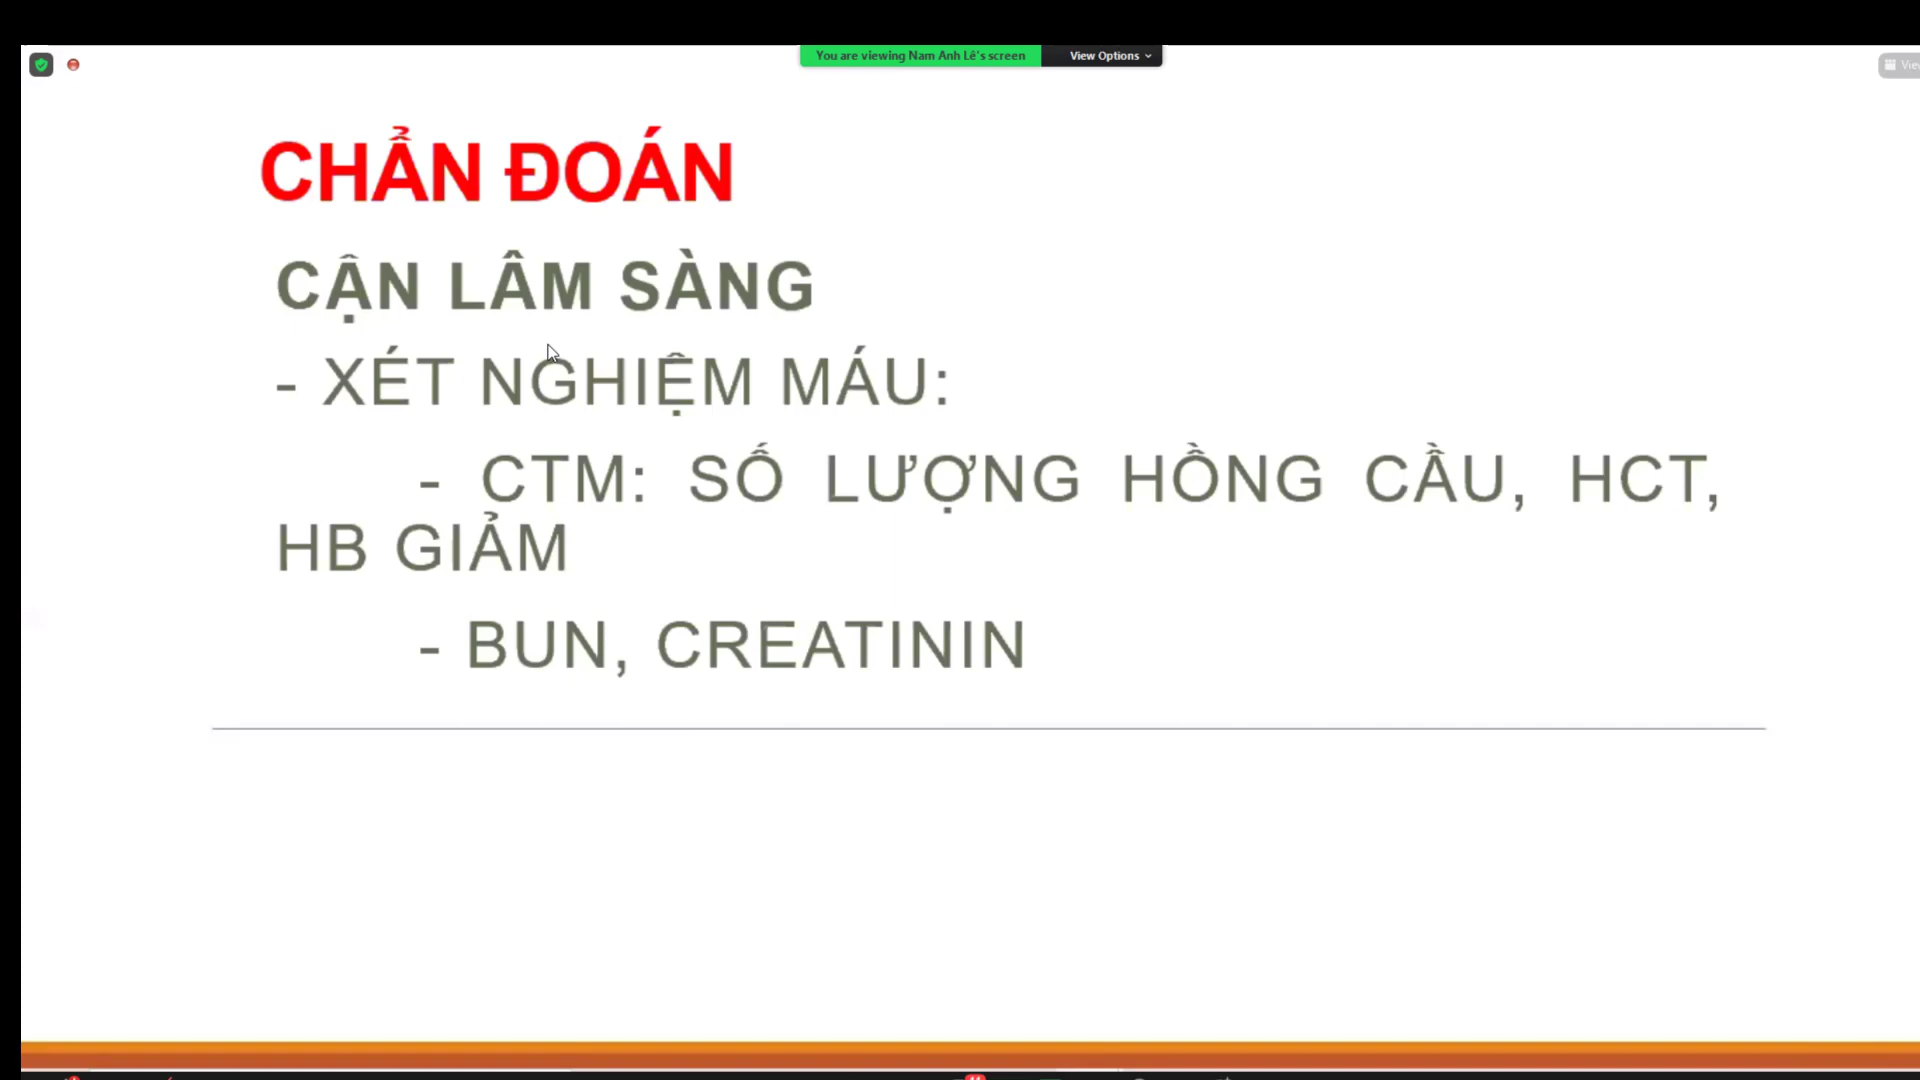 You are viewing Nam Anh Lê's screen View Options
CHẨN ĐOÁN
CẬN LÂM SÀNG
- XÉT NGHIỆM MÁU:
- CTM: SỐ LƯỢNG HỒNG CẦU, HCT,
HB GIẢM
- BUN, CREATININ